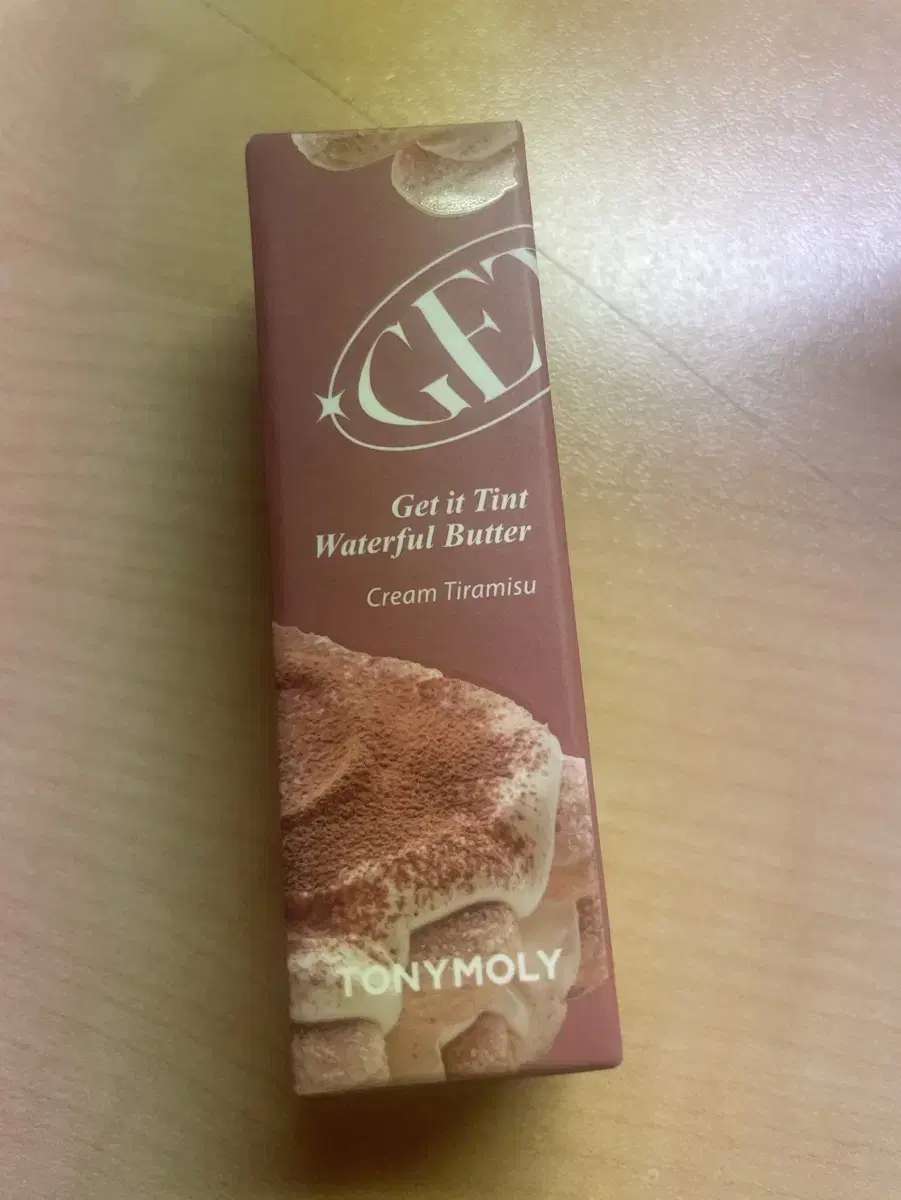 GET
Get it Tint
Waterful Butter
Cream Tiramisu
TONYMOLY